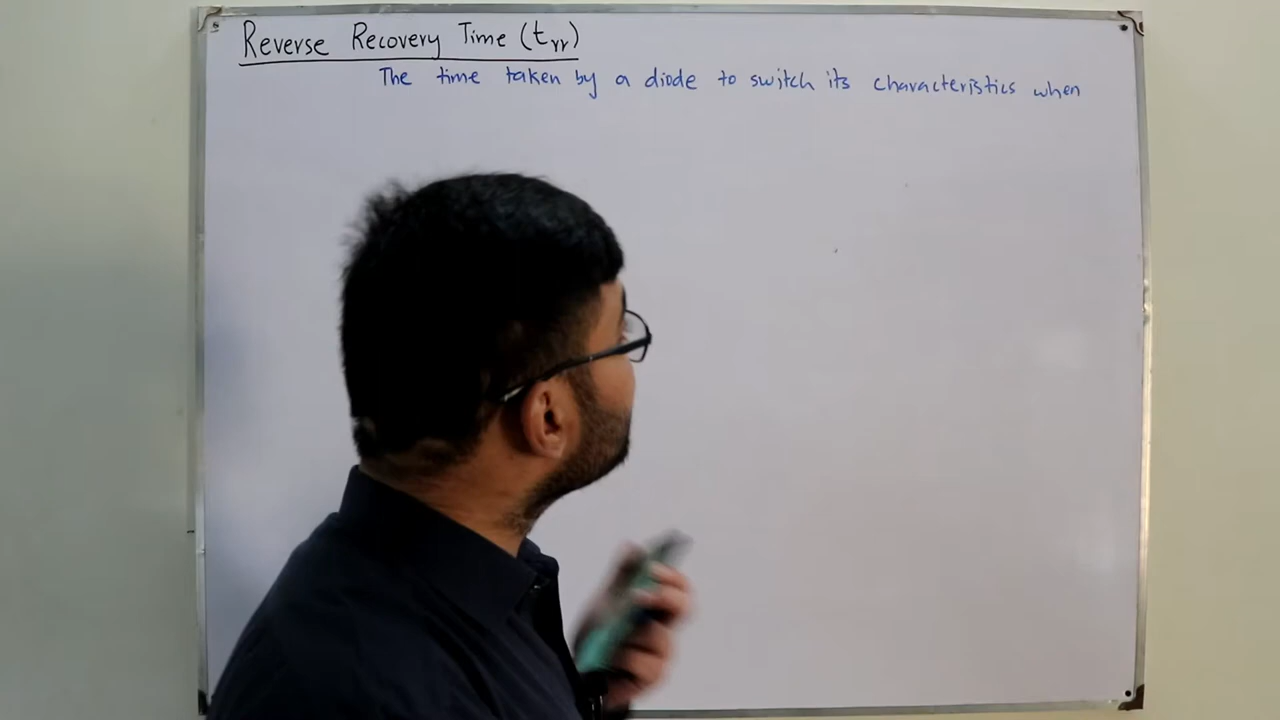 Reverse Recovery Time (trr)
The time taken by a diode to switch its characteristics when